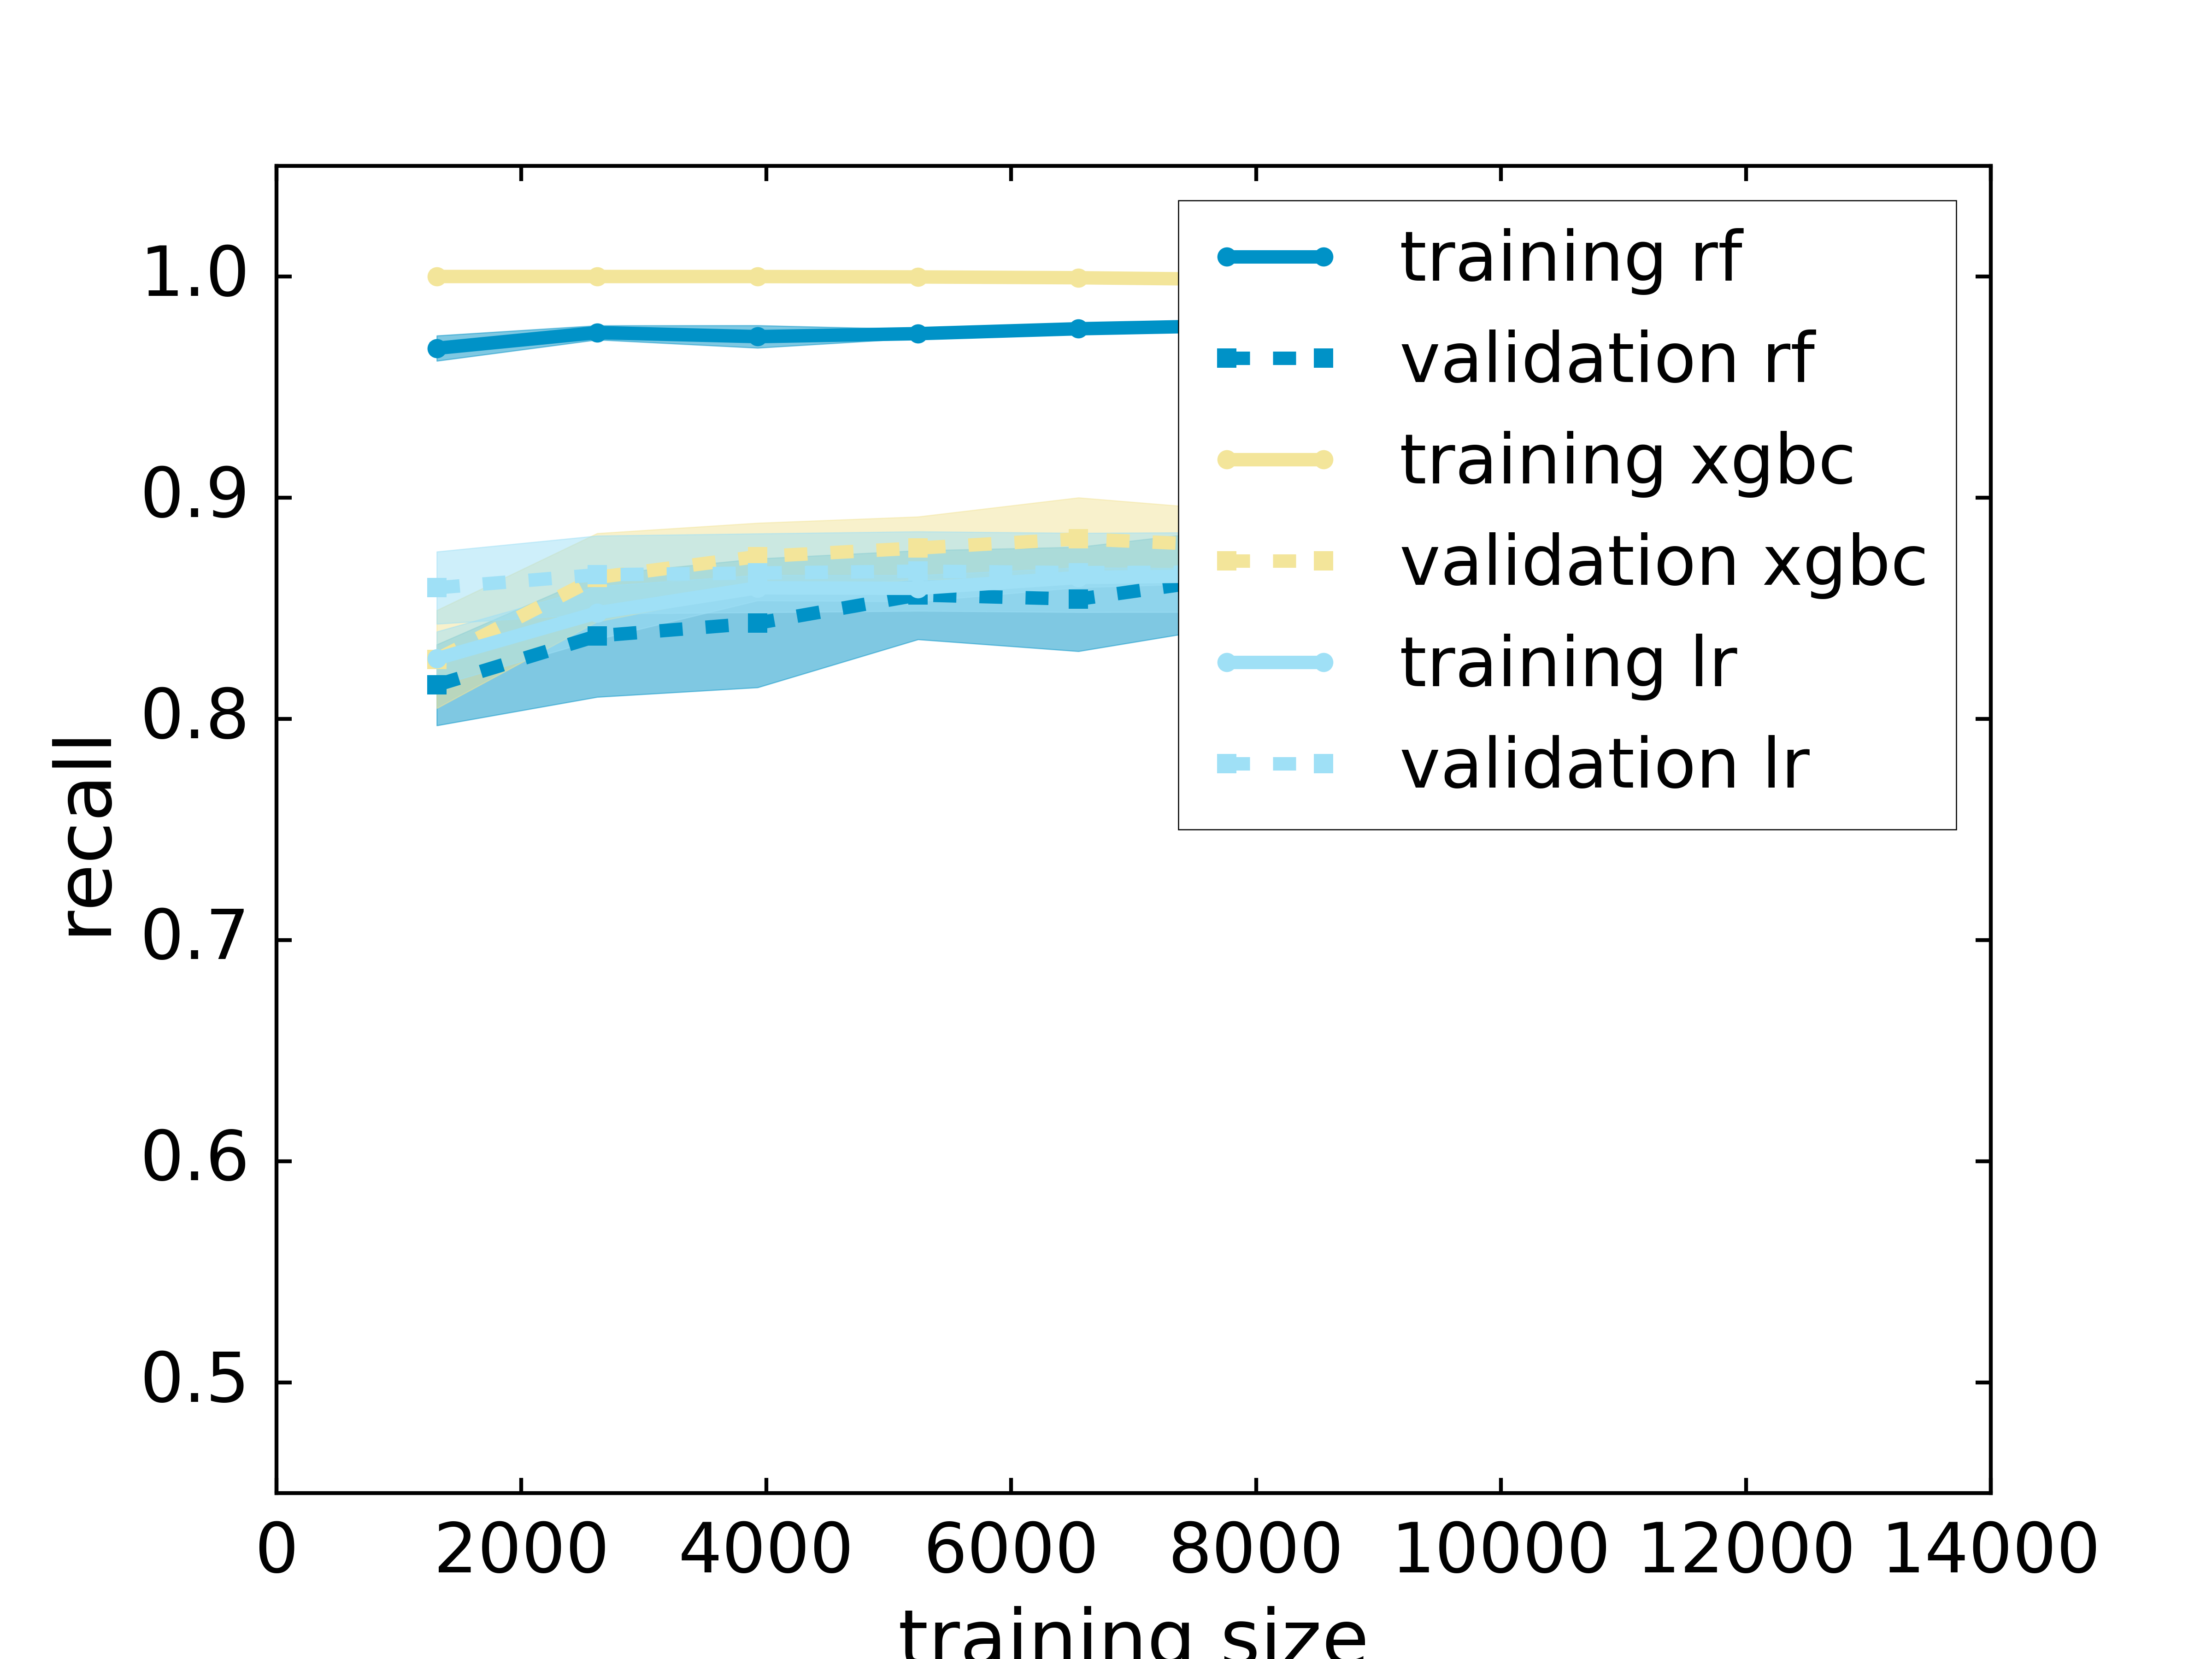 training rf
validation rf
training xgbc
validation xgbc
training lr
validation lr
1.0
0.9
0.8
0.7
0.6
0.5
recall
0 2000 4000 6000 8000 10000 12000 14000
training size